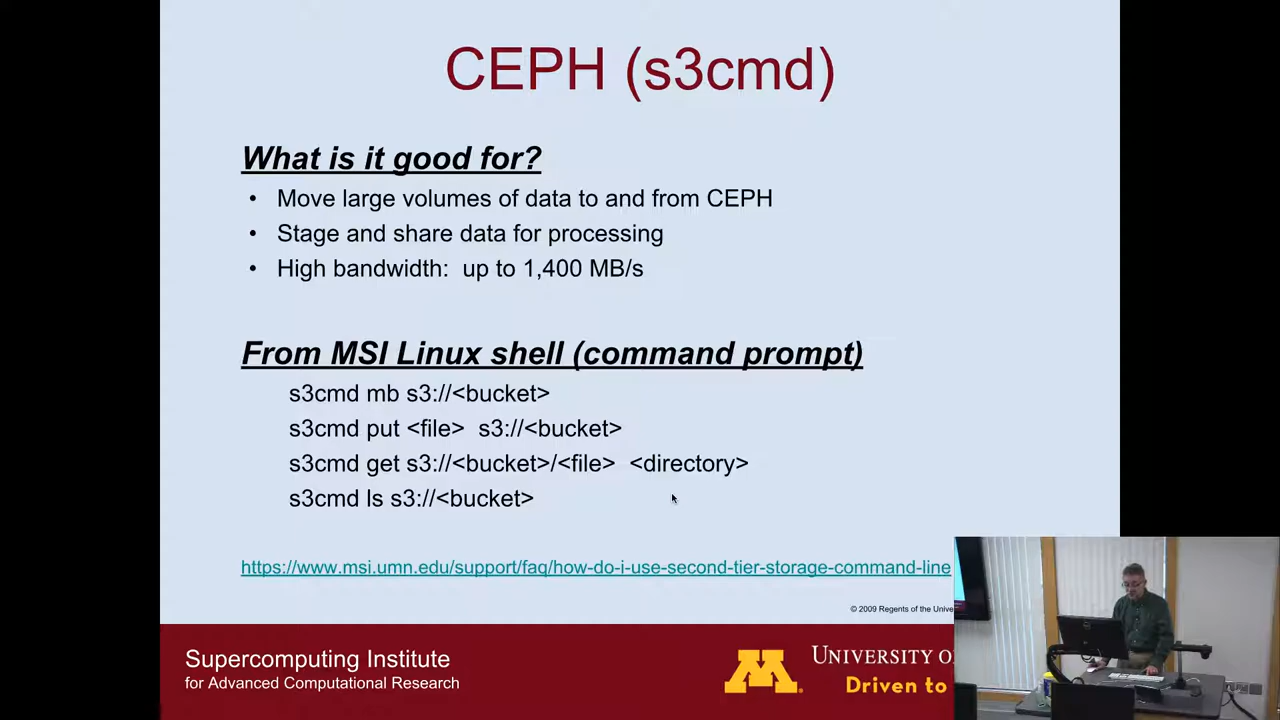 CEPH (s3cmd)
What is it good for?
• Move large volumes of data to and from CEPH
• Stage and share data for processing
• High bandwidth:  up to 1,400 MB/s
From MSI Linux shell (command prompt)
s3cmd mb s3://<bucket>
s3cmd put <file>  s3://<bucket>
s3cmd get s3://<bucket>/<file>  <directory>
s3cmd ls s3://<bucket>
https://www.msi.umn.edu/support/faq/how-do-i-use-second-tier-storage-command-line
© 2009 Regents of the
Supercomputing Institute
for Advanced Computational Research
M
UNIVERSITY OF
Driven to